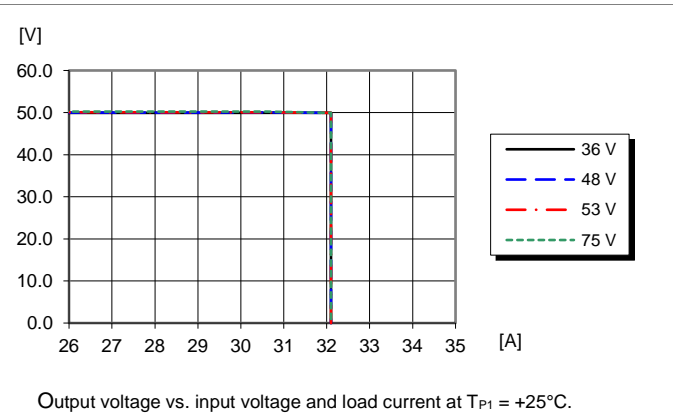 [V]
60.0
50.0
40.0
30.0
20.0
10.0
0.0
26 27 28 29 30 31 32 33 34 35
[A]
36 V
48 V
53 V
75 V
Output voltage vs. input voltage and load current at TP1 = +25°C.